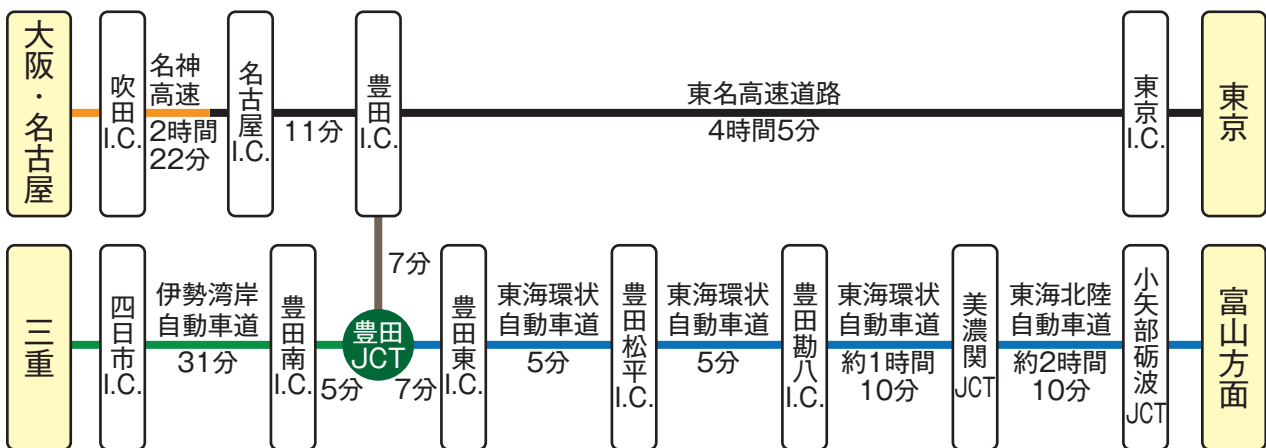 大阪・名古屋
吹田I.C.
名神
高速
2時間
22分
名古屋I.C.
11分
豊田I.C.
東名高速道路
4時間5分
東京I.C.
東京
7分
三重
四日市I.C.
伊勢湾岸
自動車道
31分
豊田南I.C.
5分
豊田
JCT
7分
豊田東I.C.
東海環状
自動車道
5分
豊田松平I.C.
東海環状
自動車道
5分
豊田勘八I.C.
東海環状
自動車道
約1時間
10分
美濃関JCT
東海北陸
自動車道
約2時間
10分
小矢部砺波JCT
富山方面